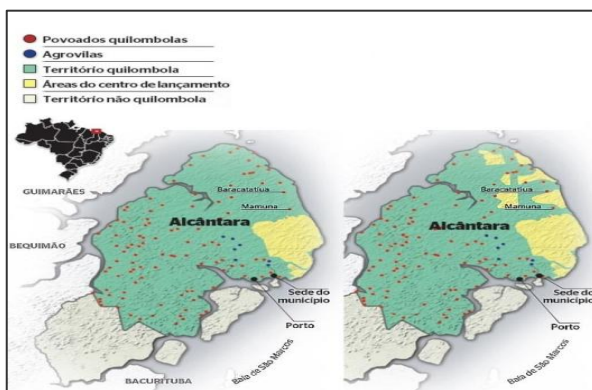 Povoados quilombolas
Agrovilas
Território quilombola
Áreas do centro de lançamento
Território não quilombola
GUIMARÃES
BEQUIMÃO
Baracatatiua
Mamuna
Alcântara
Sede do
município
Porto
BACURITUBA
Baía de São Marcos
Baracatatiua
Mamuna
Alcântara
Sede do
município
Porto
Baía de São Marcos